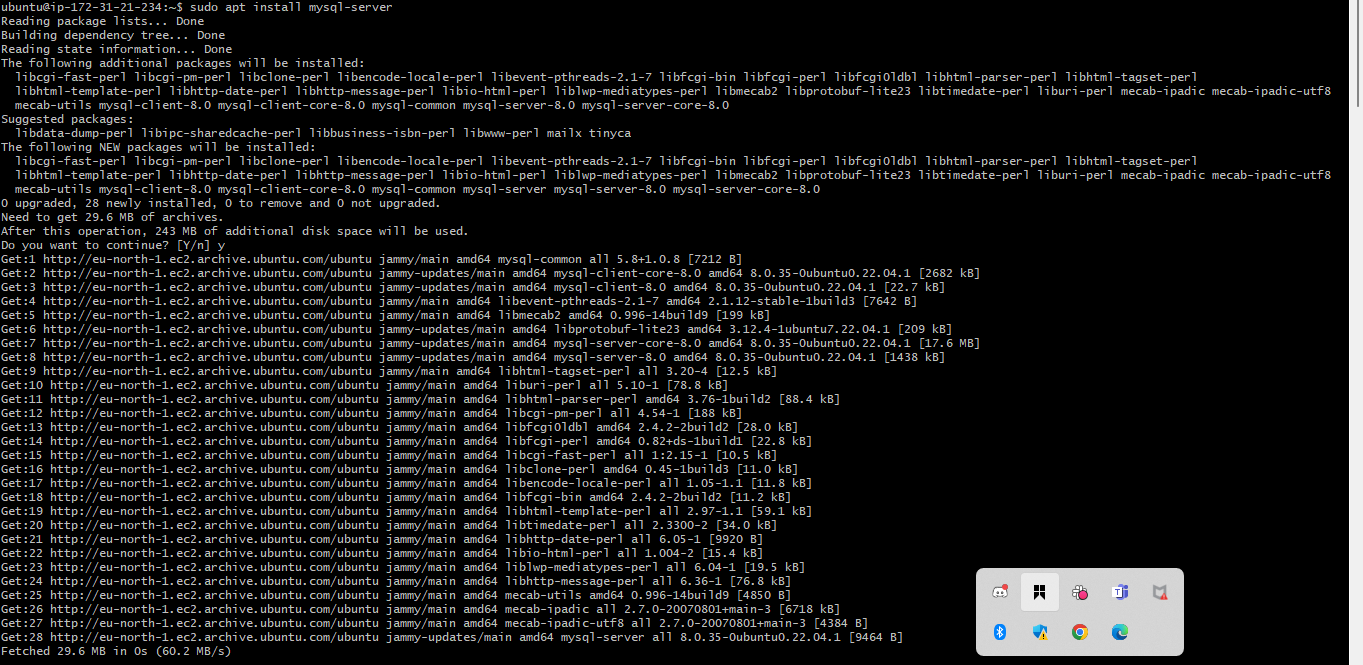 ubuntu@ip-172-31-21-234:~$ sudo apt install mysql-server
Reading package lists... Done
Building dependency tree... Done
Reading state information... Done
The following additional packages will be installed:
  libcgi-fast-perl libcgi-pm-perl libclone-perl libencode-locale-perl libevent-pthreads-2.1-7 libfcgi-bin libfcgi-perl libfcgi0ldbl libhtml-parser-perl libhtml-tagset-perl
  libhtml-template-perl libhttp-date-perl libhttp-message-perl libio-html-perl liblwp-mediatypes-perl libmecab2 libprotobuf-lite23 libtimedate-perl liburi-perl mecab-ipadic mecab-ipadic-utf8
  mecab-utils mysql-client-8.0 mysql-client-core-8.0 mysql-common mysql-server-8.0 mysql-server-core-8.0
Suggested packages:
  libdata-dump-perl libipc-sharedcache-perl libbusiness-isbn-perl libwww-perl mailx tinyca
The following NEW packages will be installed:
  libcgi-fast-perl libcgi-pm-perl libclone-perl libencode-locale-perl libevent-pthreads-2.1-7 libfcgi-bin libfcgi-perl libfcgi0ldbl libhtml-parser-perl libhtml-tagset-perl
  libhtml-template-perl libhttp-date-perl libhttp-message-perl libio-html-perl liblwp-mediatypes-perl libmecab2 libprotobuf-lite23 libtimedate-perl liburi-perl mecab-ipadic mecab-ipadic-utf8
  mecab-utils mysql-client-8.0 mysql-client-core-8.0 mysql-common mysql-server mysql-server-8.0 mysql-server-core-8.0
0 upgraded, 28 newly installed, 0 to remove and 0 not upgraded.
Need to get 29.6 MB of archives.
After this operation, 243 MB of additional disk space will be used.
Do you want to continue? [Y/n] y
Get:1 http://eu-north-1.ec2.archive.ubuntu.com/ubuntu jammy/main amd64 mysql-common all 5.8+1.0.8 [7212 B]
Get:2 http://eu-north-1.ec2.archive.ubuntu.com/ubuntu jammy-updates/main amd64 mysql-client-core-8.0 amd64 8.0.35-0ubuntu0.22.04.1 [2682 kB]
Get:3 http://eu-north-1.ec2.archive.ubuntu.com/ubuntu jammy-updates/main amd64 mysql-client-8.0 amd64 8.0.35-0ubuntu0.22.04.1 [22.7 kB]
Get:4 http://eu-north-1.ec2.archive.ubuntu.com/ubuntu jammy/main amd64 libevent-pthreads-2.1-7 amd64 2.1.12-stable-1build3 [7642 B]
Get:5 http://eu-north-1.ec2.archive.ubuntu.com/ubuntu jammy/main amd64 libmecab2 amd64 0.996-14build9 [199 kB]
Get:6 http://eu-north-1.ec2.archive.ubuntu.com/ubuntu jammy-updates/main amd64 libprotobuf-lite23 amd64 3.12.4-1ubuntu7.22.04.1 [209 kB]
Get:7 http://eu-north-1.ec2.archive.ubuntu.com/ubuntu jammy-updates/main amd64 mysql-server-core-8.0 amd64 8.0.35-0ubuntu0.22.04.1 [17.6 MB]
Get:8 http://eu-north-1.ec2.archive.ubuntu.com/ubuntu jammy-updates/main amd64 mysql-server-8.0 amd64 8.0.35-0ubuntu0.22.04.1 [1438 kB]
Get:9 http://eu-north-1.ec2.archive.ubuntu.com/ubuntu jammy/main amd64 libhtml-tagset-perl all 3.20-4 [12.5 kB]
Get:10 http://eu-north-1.ec2.archive.ubuntu.com/ubuntu jammy/main amd64 liburi-perl all 5.10-1 [78.8 kB]
Get:11 http://eu-north-1.ec2.archive.ubuntu.com/ubuntu jammy/main amd64 libhtml-parser-perl amd64 3.76-1build2 [88.4 kB]
Get:12 http://eu-north-1.ec2.archive.ubuntu.com/ubuntu jammy/main amd64 libcgi-pm-perl all 4.54-1 [188 kB]
Get:13 http://eu-north-1.ec2.archive.ubuntu.com/ubuntu jammy/main amd64 libfcgi0ldbl amd64 2.4.2-2build2 [28.0 kB]
Get:14 http://eu-north-1.ec2.archive.ubuntu.com/ubuntu jammy/main amd64 libfcgi-perl amd64 0.82+ds-1build1 [22.8 kB]
Get:15 http://eu-north-1.ec2.archive.ubuntu.com/ubuntu jammy/main amd64 libcgi-fast-perl all 1:2.15-1 [10.5 kB]
Get:16 http://eu-north-1.ec2.archive.ubuntu.com/ubuntu jammy/main amd64 libclone-perl amd64 0.45-1build3 [11.0 kB]
Get:17 http://eu-north-1.ec2.archive.ubuntu.com/ubuntu jammy/main amd64 libencode-locale-perl all 1.05-1.1 [11.8 kB]
Get:18 http://eu-north-1.ec2.archive.ubuntu.com/ubuntu jammy/main amd64 libfcgi-bin amd64 2.4.2-2build2 [11.2 kB]
Get:19 http://eu-north-1.ec2.archive.ubuntu.com/ubuntu jammy/main amd64 libhtml-template-perl all 2.97-1.1 [59.1 kB]
Get:20 http://eu-north-1.ec2.archive.ubuntu.com/ubuntu jammy/main amd64 libtimedate-perl all 2.3300-2 [34.0 kB]
Get:21 http://eu-north-1.ec2.archive.ubuntu.com/ubuntu jammy/main amd64 libhttp-date-perl all 6.05-1 [9920 B]
Get:22 http://eu-north-1.ec2.archive.ubuntu.com/ubuntu jammy/main amd64 libio-html-perl all 1.004-2 [15.4 kB]
Get:23 http://eu-north-1.ec2.archive.ubuntu.com/ubuntu jammy/main amd64 liblwp-mediatypes-perl all 6.04-1 [19.5 kB]
Get:24 http://eu-north-1.ec2.archive.ubuntu.com/ubuntu jammy/main amd64 libhttp-message-perl all 6.36-1 [76.8 kB]
Get:25 http://eu-north-1.ec2.archive.ubuntu.com/ubuntu jammy/main amd64 mecab-utils amd64 0.996-14build9 [4850 B]
Get:26 http://eu-north-1.ec2.archive.ubuntu.com/ubuntu jammy/main amd64 mecab-ipadic all 2.7.0-20070801+main-3 [6718 kB]
Get:27 http://eu-north-1.ec2.archive.ubuntu.com/ubuntu jammy/main amd64 mecab-ipadic-utf8 all 2.7.0-20070801+main-3 [4384 B]
Get:28 http://eu-north-1.ec2.archive.ubuntu.com/ubuntu jammy-updates/main amd64 mysql-server all 8.0.35-0ubuntu0.22.04.1 [9464 B]
Fetched 29.6 MB in 0s (60.2 MB/s)